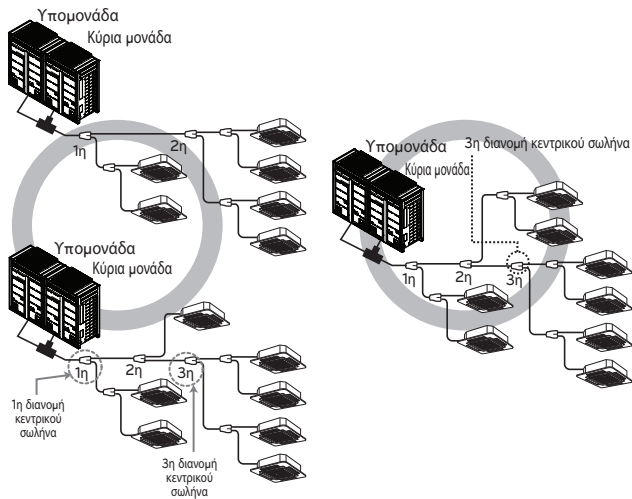 Υπομονάδα
Κύρια μονάδα
1η
2η
Υπομονάδα
Κύρια μονάδα
1η
2η
3η
1η διανομή
κεντρικού
σωλήνα
3η διανομή
κεντρικού
σωλήνα
3η διανομή κεντρικού σωλήνα
Υπομονάδα
Κύρια μονάδα
1η
2η
3η